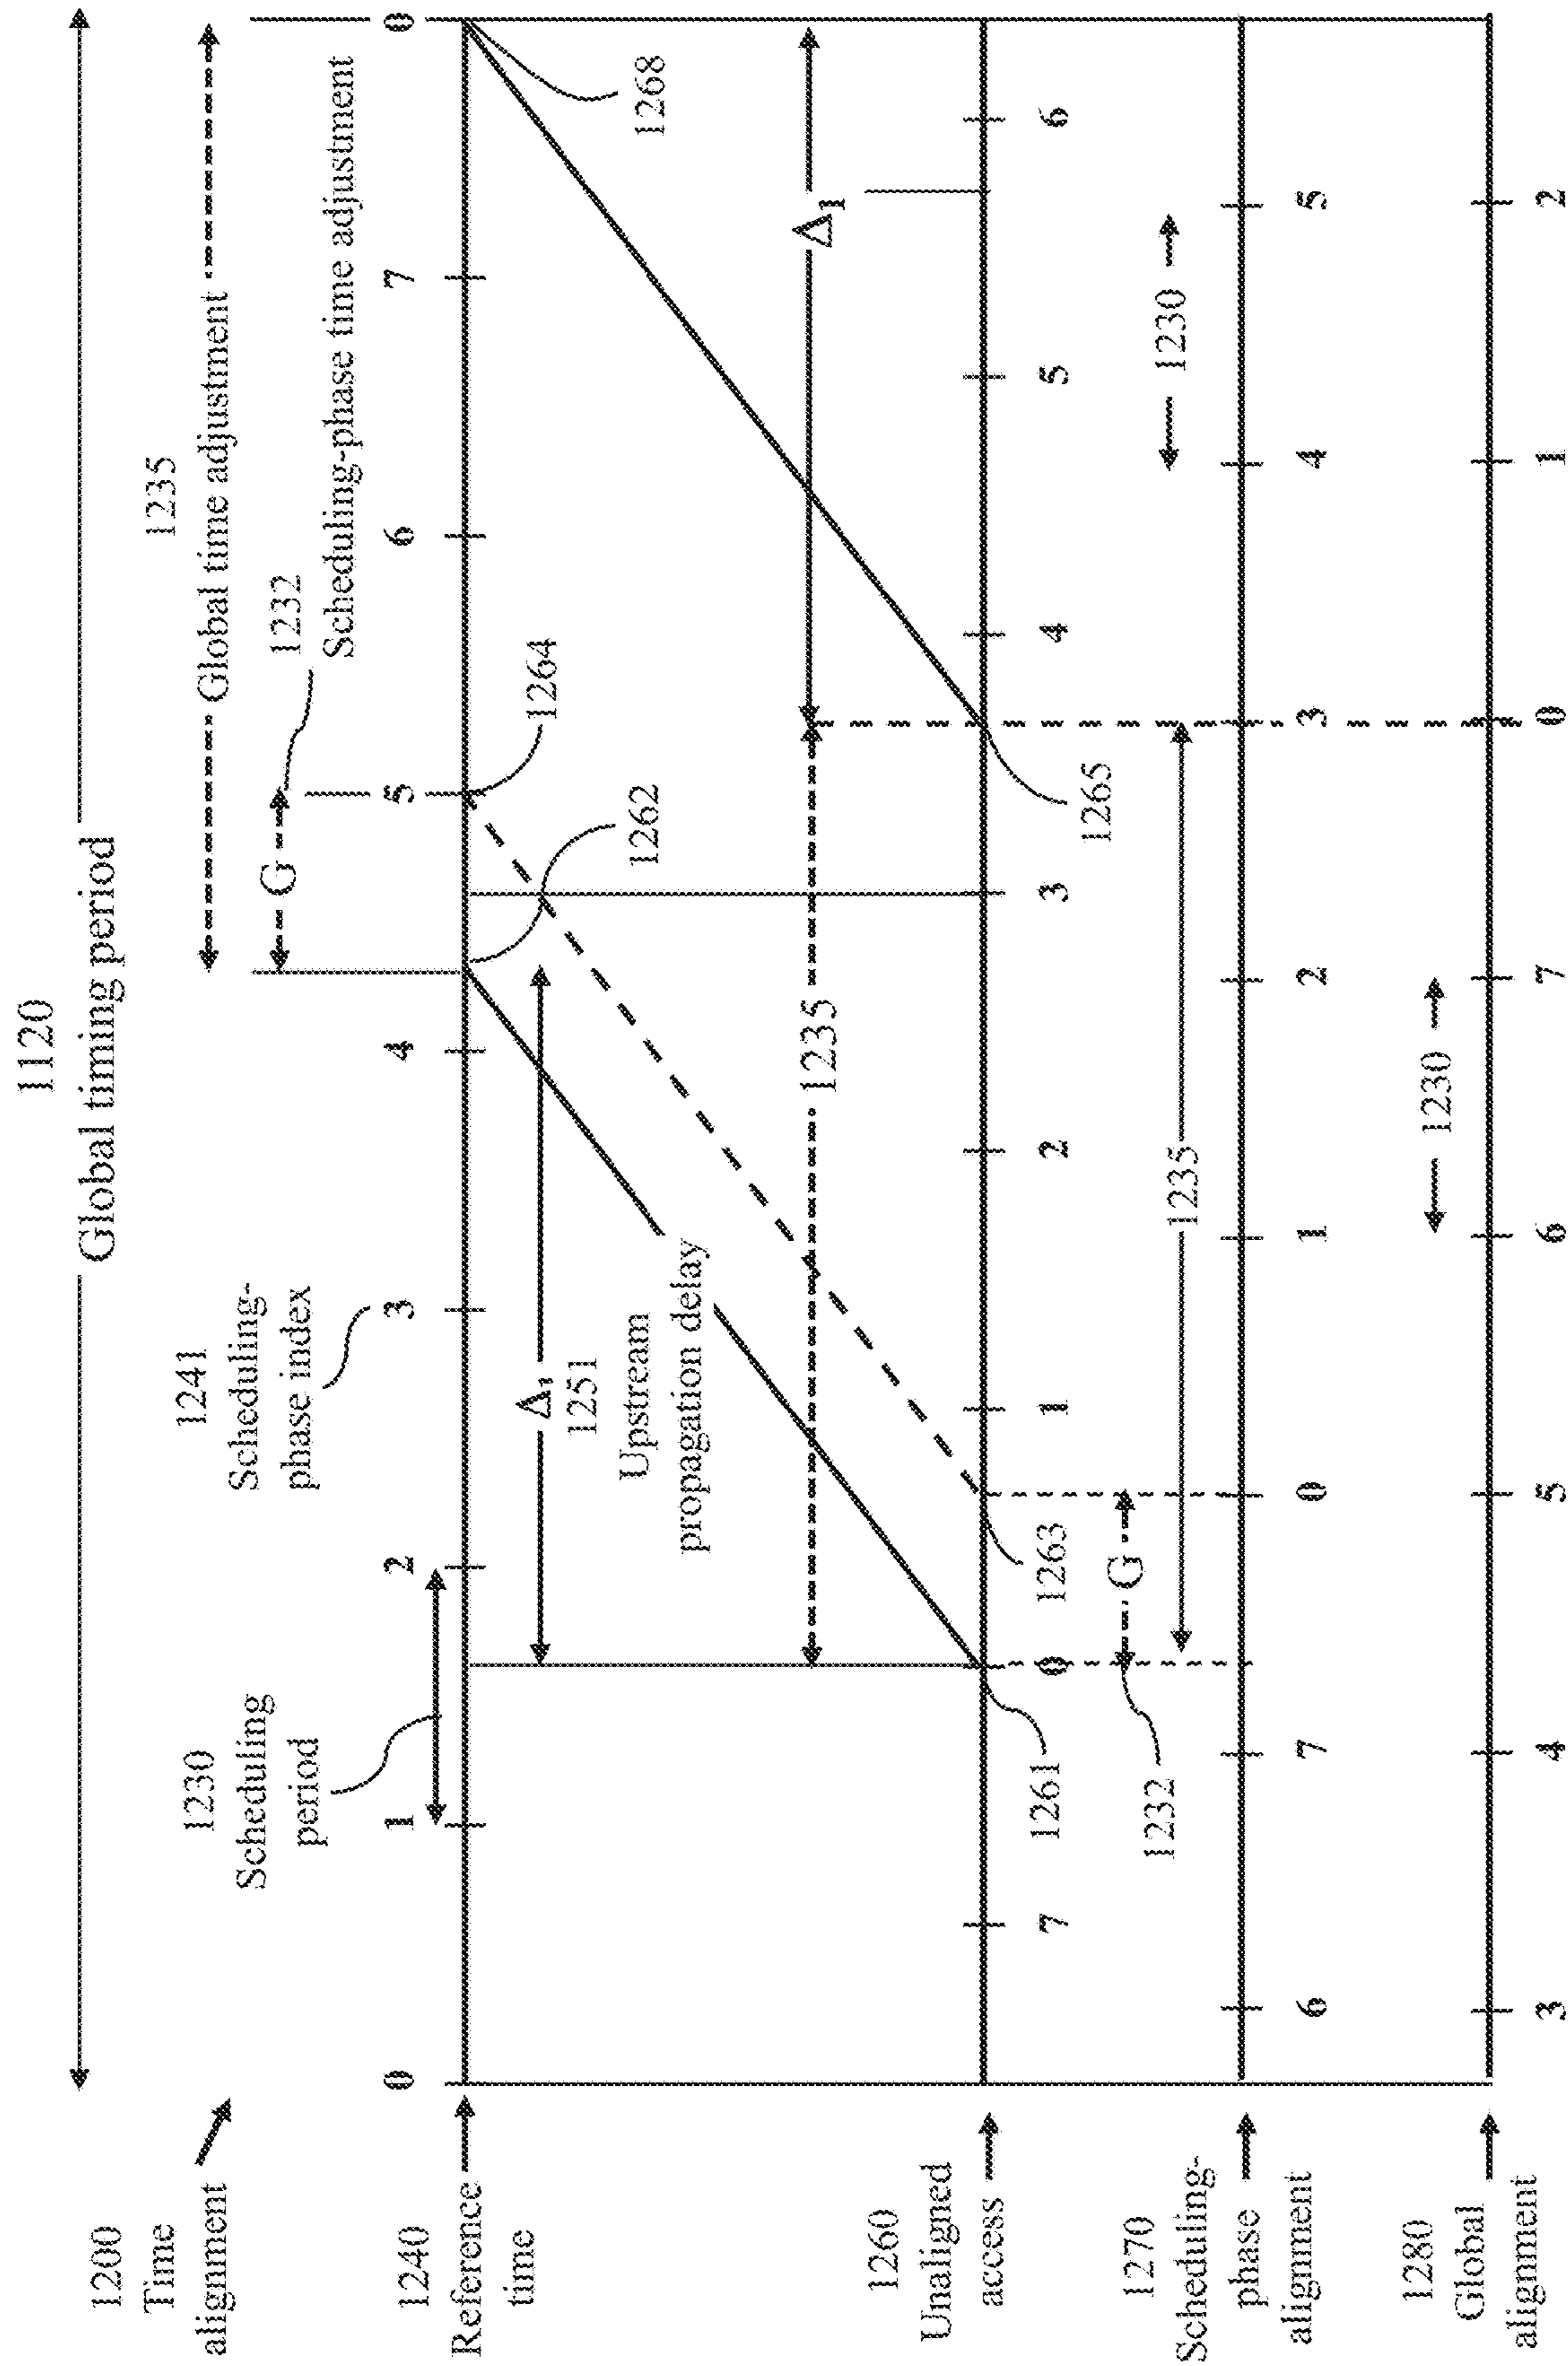 1120
Global timing period
1200
Time
alignment
1235
Global time adjustment
1230
Scheduling
period
1241
Scheduling-
phase index
G
1232
Scheduling-phase time adjustment
1240
Reference
time
0 1 2 3 4 5 6 7 0
Δ1
1251
Upstream
propagation delay
1262
1264
1268
1235
Δ1
1260
Unaligned
access
7 0 1 2 3 4 5 6
1261
1263
1265
1232
G
1235
1230
1270
Scheduling-
phase
alignment
6 7 0 1 2 3 4 5
1230
1280
Global
alignment
3 4 5 6 7 0 1 2